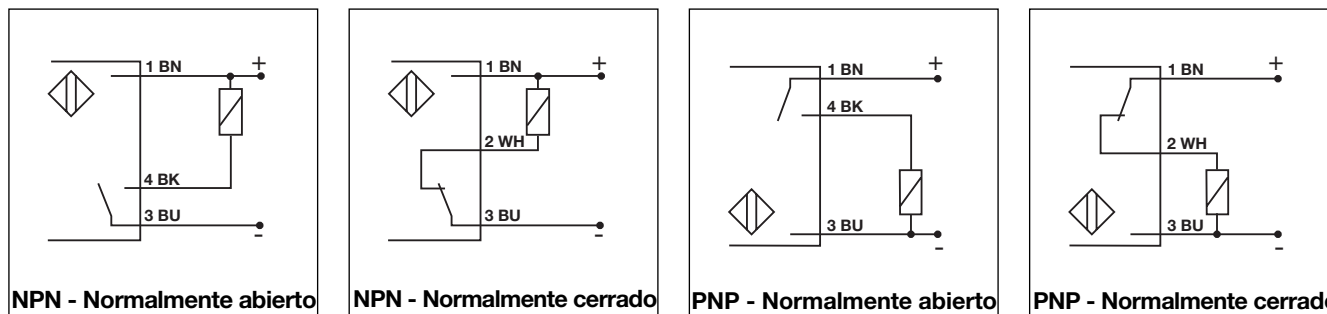 1 BN
+
4 BK
3 BU
-
NPN - Normalmente abierto
1 BN
+
2 WH
3 BU
-
NPN - Normalmente cerrado
1 BN
+
4 BK
3 BU
-
PNP - Normalmente abierto
1 BN
+
2 WH
3 BU
-
PNP - Normalmente cerrado